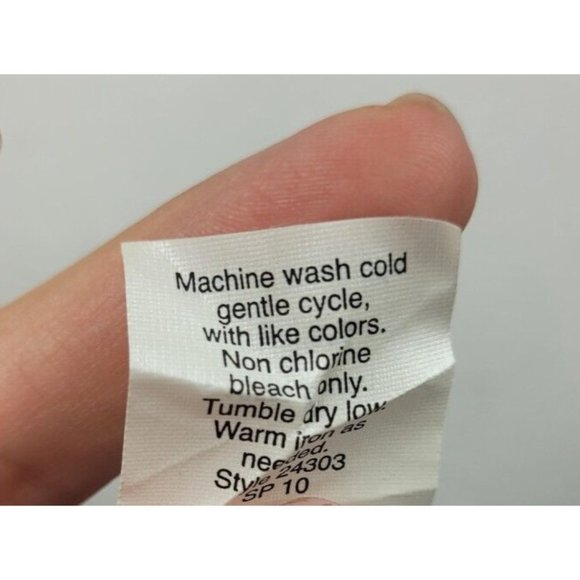 Machine wash cold
gentle cycle,
with like colors.
Non chlorine
bleach only.
Tumble dry low.
Warm iron as
needed.
Style 24303
SP 10